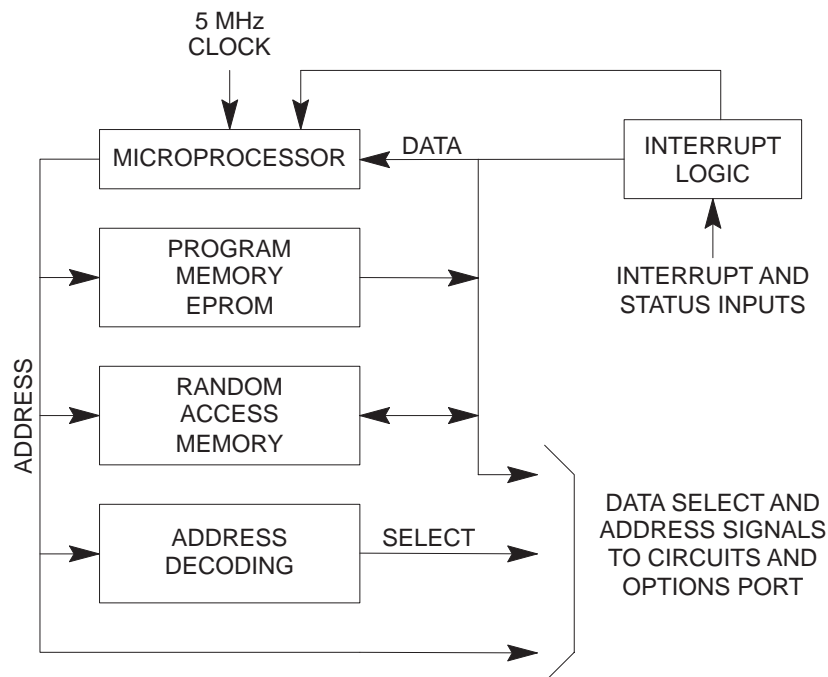 5 MHz
CLOCK
MICROPROCESSOR
DATA
INTERRUPT
LOGIC
PROGRAM
MEMORY
EPROM
INTERRUPT AND
STATUS INPUTS
ADDRESS
RANDOM
ACCESS
MEMORY
ADDRESS
DECODING
SELECT
DATA SELECT AND
ADDRESS SIGNALS
TO CIRCUITS AND
OPTIONS PORT